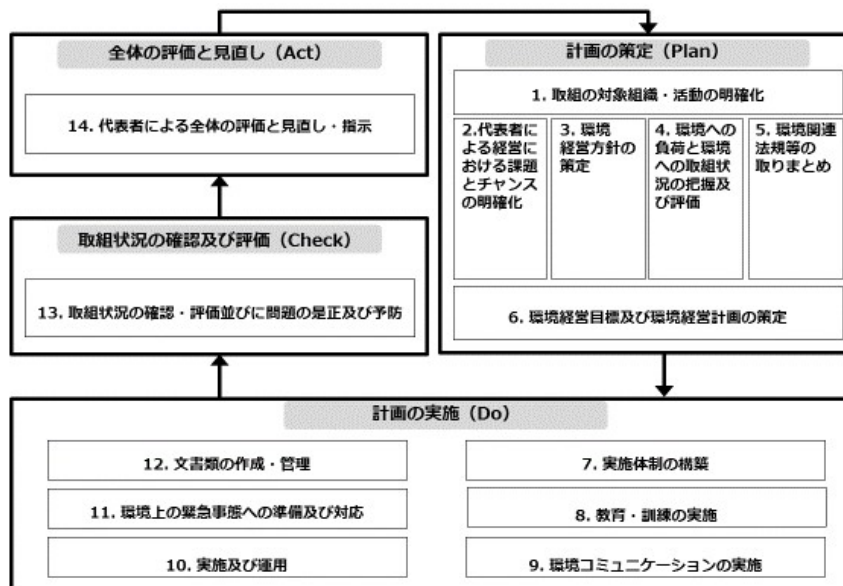 全体の評価と見直し（Act）
14. 代表者による全体の評価と見直し・指示
計画の策定（Plan）
1. 取組の対象組織・活動の明確化
2.代表者に
よる経営に
おける課題
とチャンス
の明確化
3. 環境
経営方針の
策定
4. 環境への
負荷と環境
への取組状
況の把握及
び評価
5. 環境関連
法規等の
取りまとめ
6. 環境経営目標及び環境経営計画の策定
取組状況の確認及び評価（Check）
13. 取組状況の確認・評価並びに問題の是正及び予防
計画の実施（Do）
12. 文書類の作成・管理
7. 実施体制の構築
11. 環境上の緊急事態への準備及び対応
8. 教育・訓練の実施
10. 実施及び運用
9. 環境コミュニケーションの実施